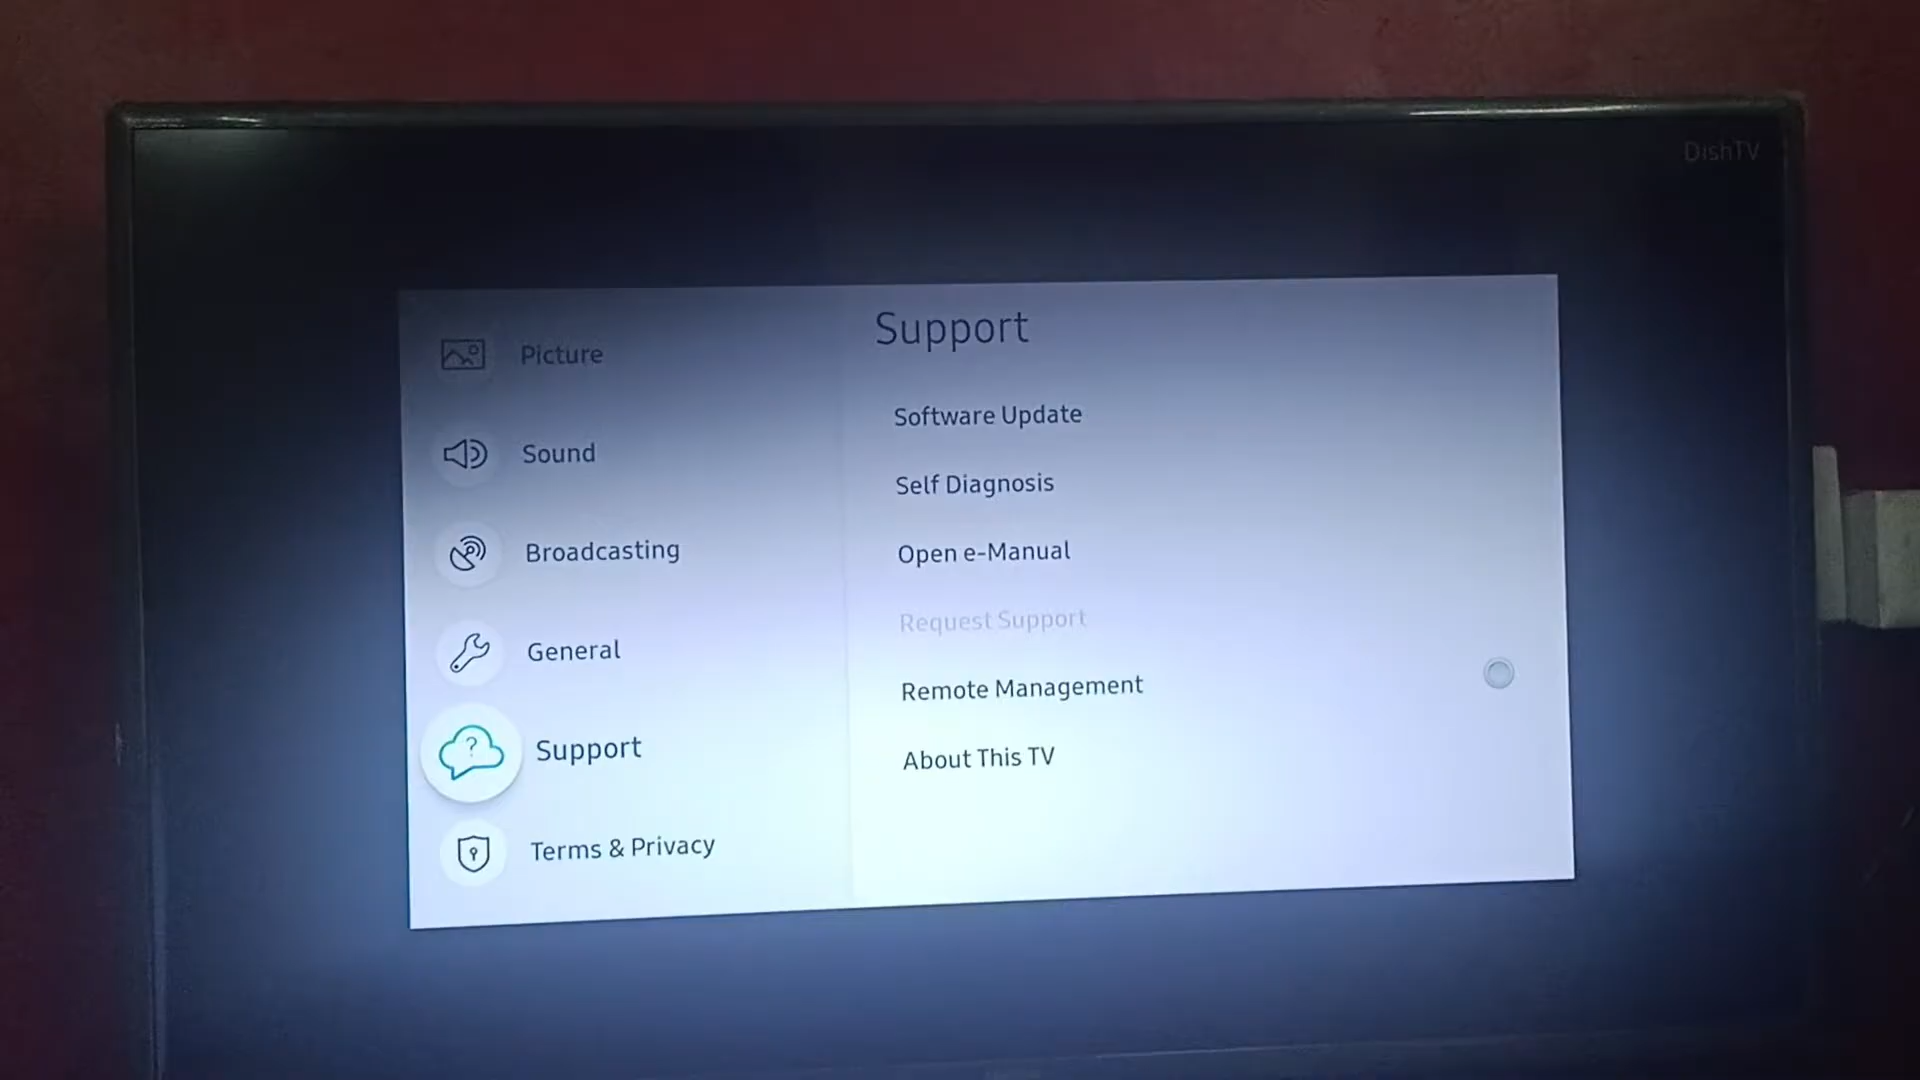 DishTV
Picture
Sound
Broadcasting
General
Support
Terms & Privacy
Support
Software Update
Self Diagnosis
Open e-Manual
Request Support
Remote Management
About This TV